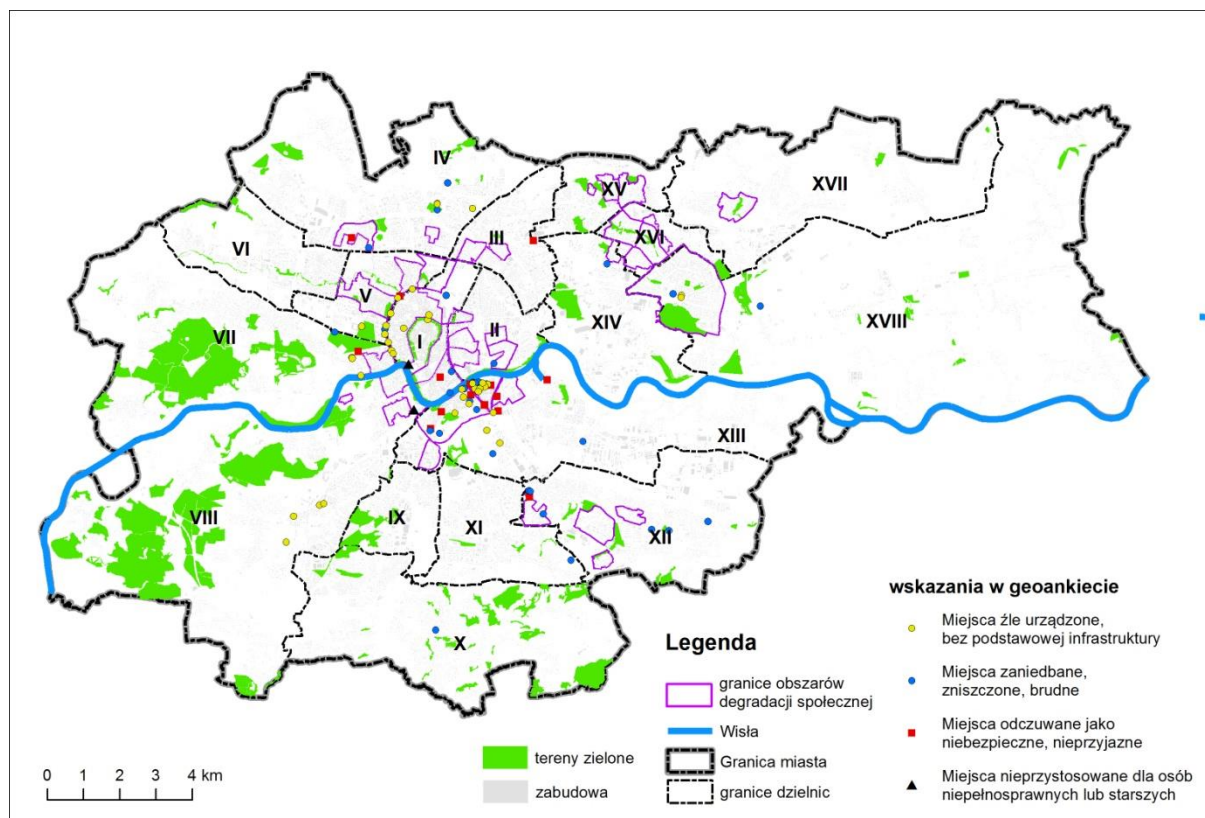 IV
XV
XVII
VI
III
XVI
V
XIV
XVIII
VII
I
II
XIII
VIII
IX
XI
XII
X
wskazania w geoankiecie
Miejsca źle urządzone,
bez podstawowej infrastruktury
Miejsca zaniedbane,
zniszczone, brudne
Miejsca odczuwane jako
niebezpieczne, nieprzyjazne
Miejsca nieprzystosowane dla osób
niepełnosprawnych lub starszych
Legenda
granice obszarów
degradacji społecznej
Wisła
Granica miasta
granice dzielnic
tereny zielone
zabudowa
0 1 2 3 4 km